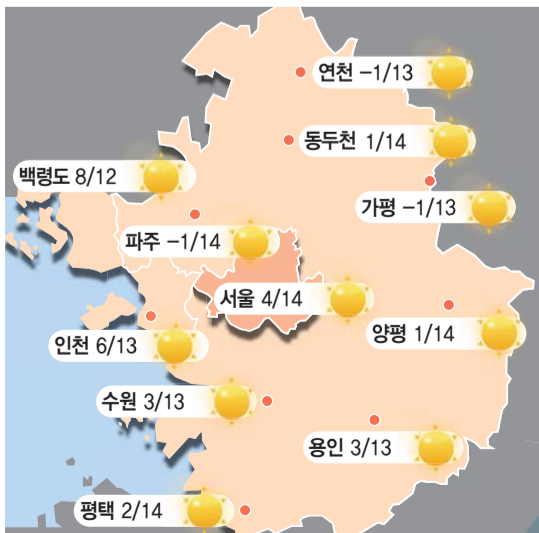 연천 -1/13
동두천 1/14
백령도 8/12
가평 -1/13
파주 -1/14
서울 4/14
양평 1/14
인천 6/13
수원 3/13
용인 3/13
평택 2/14